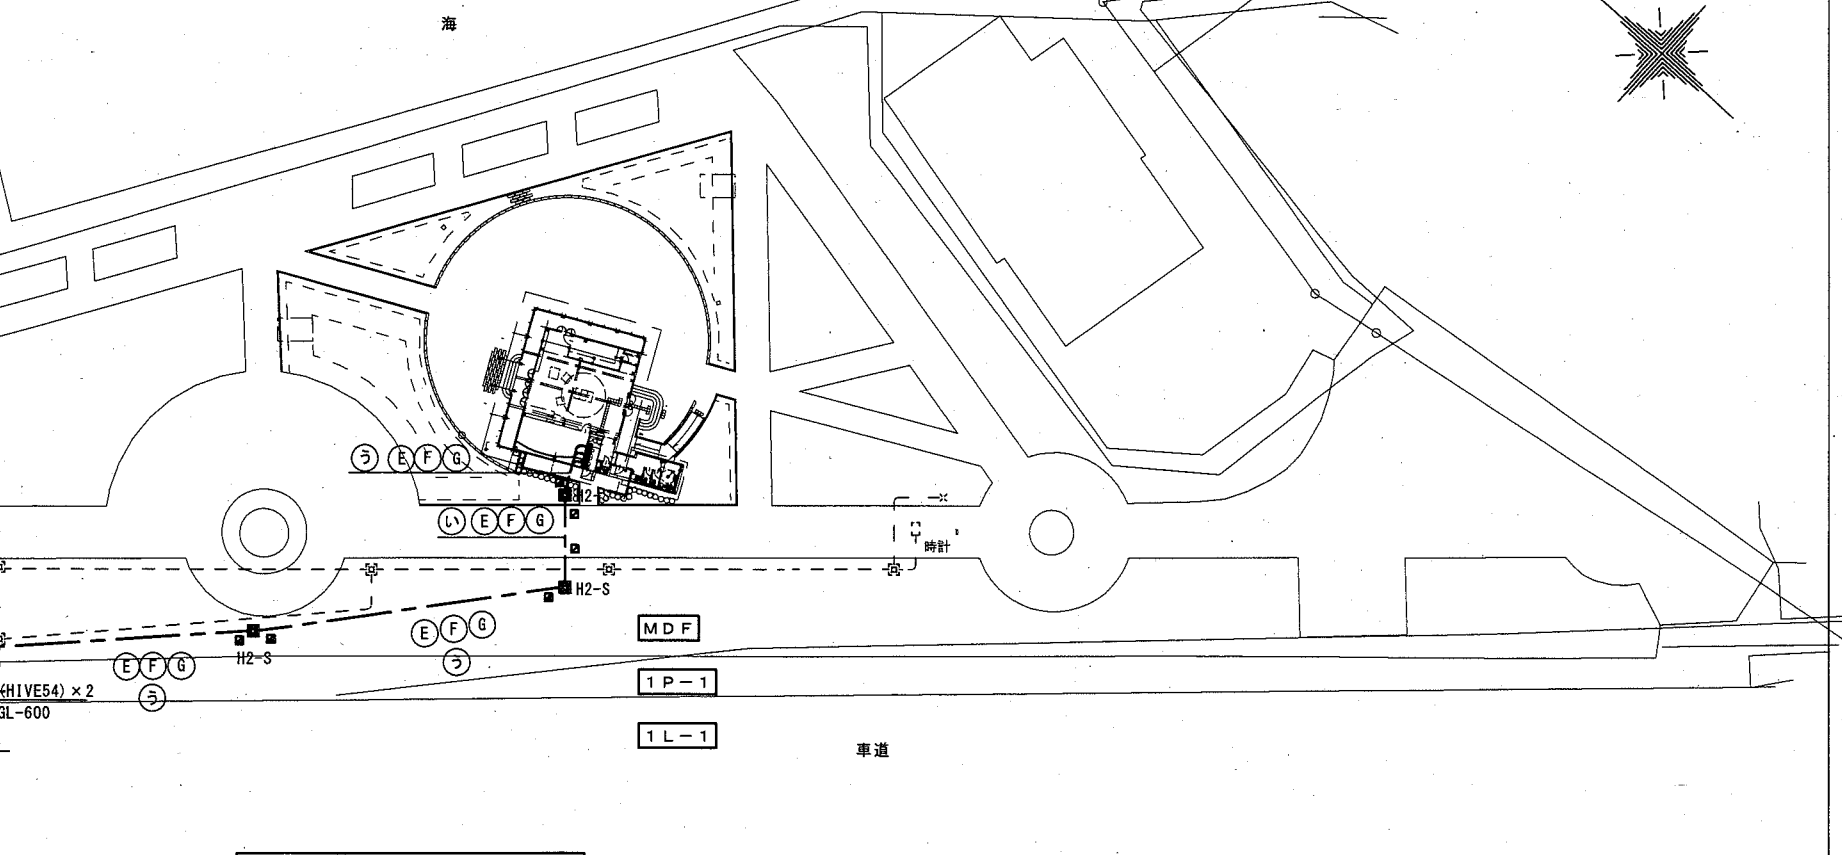 海
う E F G
H2-
い E F G
時計
H2-S
E F G
う
MDF
H2-S
E F G
う
(HIVE54)×2
GL-600
1P-1
1L-1
車道